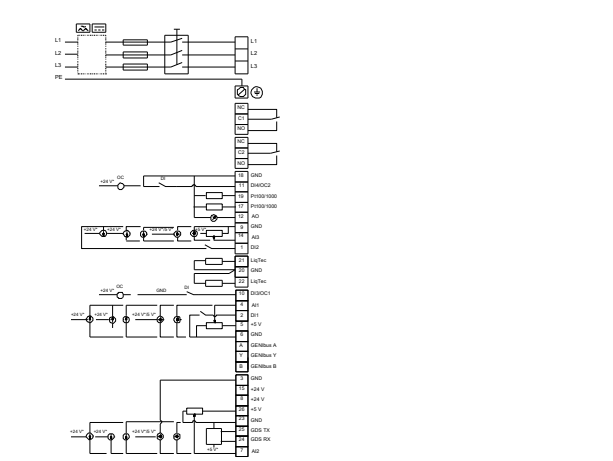 L1 L1
L2 L2
L3 L3
PE
NC
C1
NO
NC
C2
NO
18 GND
+24 V* OC DI 11 DI4/OC2
19 Pt100/1000
17 Pt100/1000
12 AO
9 GND
+24 V* +24 V* +24 V*/5 V* +5 V* 14 AI3
1 DI2
21 LiqTec
20 GND
22 LiqTec
+24 V* OC GND DI 10 DI3/OC1
4 AI1
2 DI1
+24 V* +24 V* +24 V*/5 V* 5 +5 V
6 GND
A GENIbus A
Y GENIbus Y
B GENIbus B
3 GND
15 +24 V
8 +24 V
26 +5 V
23 GND
25 GDS TX
+24 V* +24 V* +24 V*/5 V* 24 GDS RX
+5 V* 7 AI2